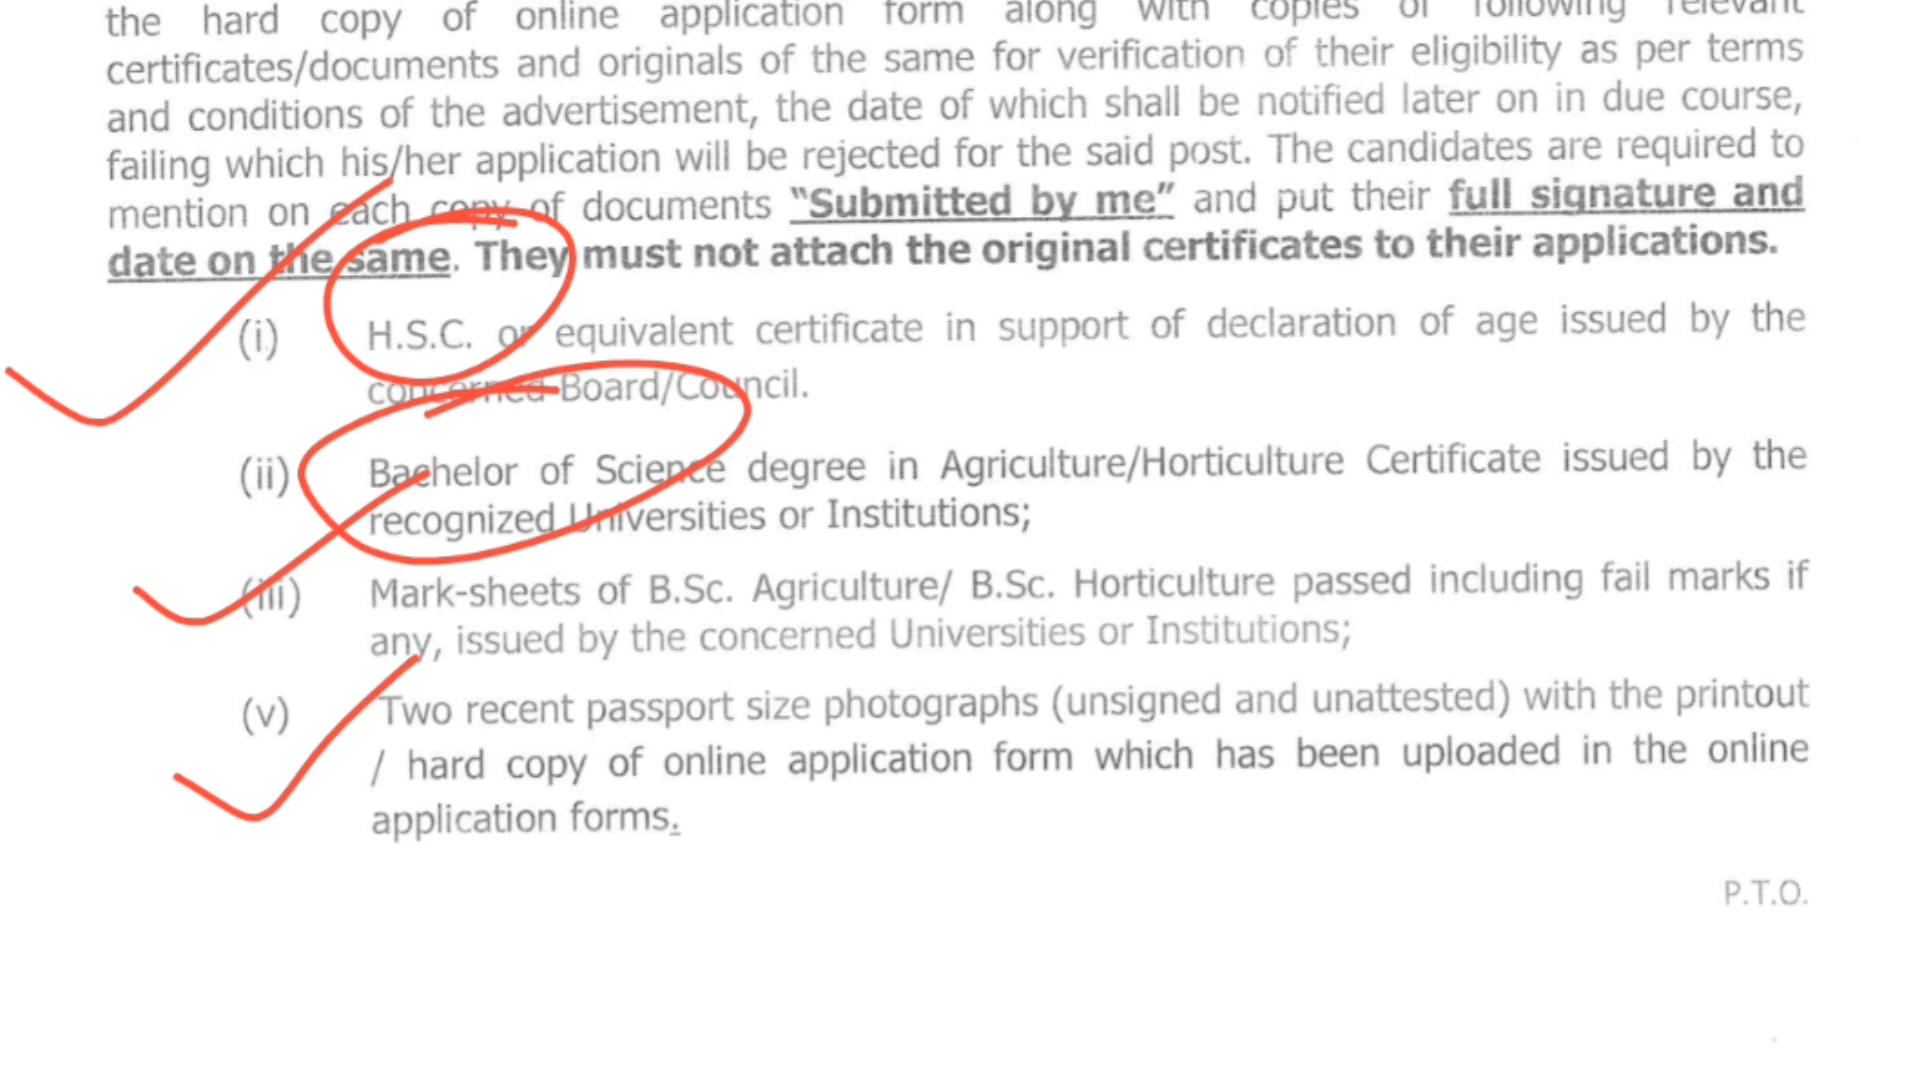 the hard copy of online application form along with copies of following relevant
certificates/documents and originals of the same for verification of their eligibility as per terms
and conditions of the advertisement, the date of which shall be notified later on in due course,
failing which his/her application will be rejected for the said post. The candidates are required to
mention on each copy of documents “Submitted by me” and put their full signature and
date on the same. They must not attach the original certificates to their applications.
(i) H.S.C. or equivalent certificate in support of declaration of age issued by the
concerned Board/Council.
(ii) Bachelor of Science degree in Agriculture/Horticulture Certificate issued by the
recognized Universities or Institutions;
(iii) Mark-sheets of B.Sc. Agriculture/ B.Sc. Horticulture passed including fail marks if
any, issued by the concerned Universities or Institutions;
(v) Two recent passport size photographs (unsigned and unattested) with the printout
/ hard copy of online application form which has been uploaded in the online
application forms.
P.T.O.